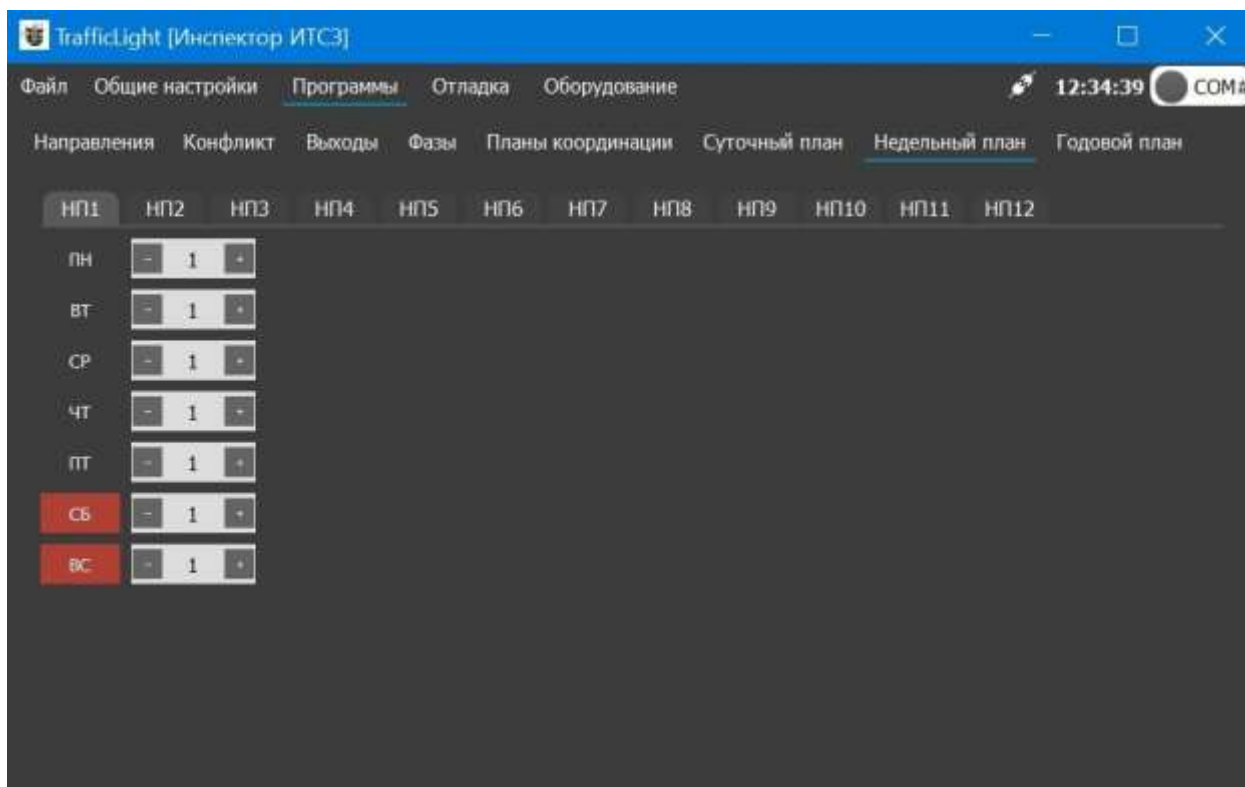 TrafficLight [Инспектор ИТСЗ]
Файл Общие настройки Программы Отладка Оборудование 12:34:39 COM
Направления Конфликт Выходы Фазы Планы координации Суточный план Недельный план Годовой план
НП1 НП2 НП3 НП4 НП5 НП6 НП7 НП8 НП9 НП10 НП11 НП12
ПН - 1 +
ВТ - 1 +
СР - 1 +
ЧТ - 1 +
ПТ - 1 +
СБ - 1 +
ВС - 1 +